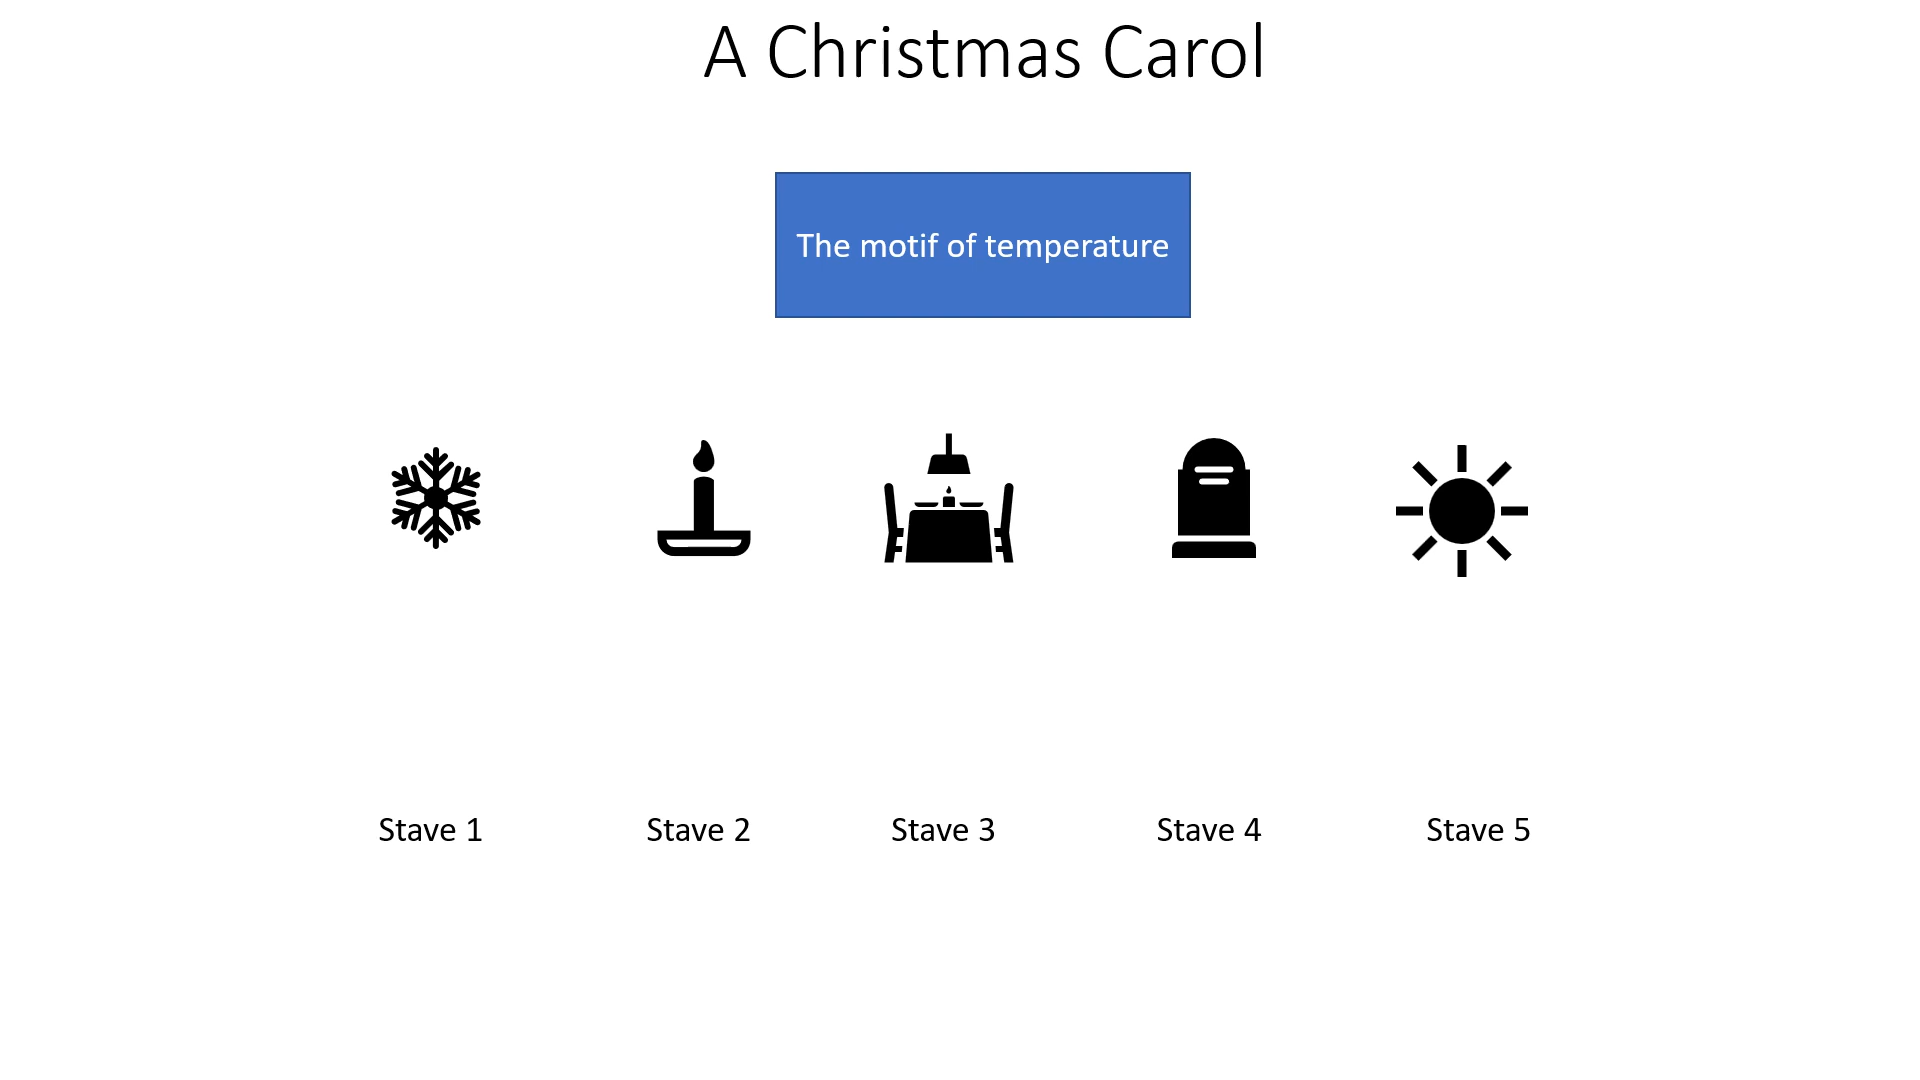 A Christmas Carol
The motif of temperature
Stave 1
Stave 2
Stave 3
Stave 4
Stave 5